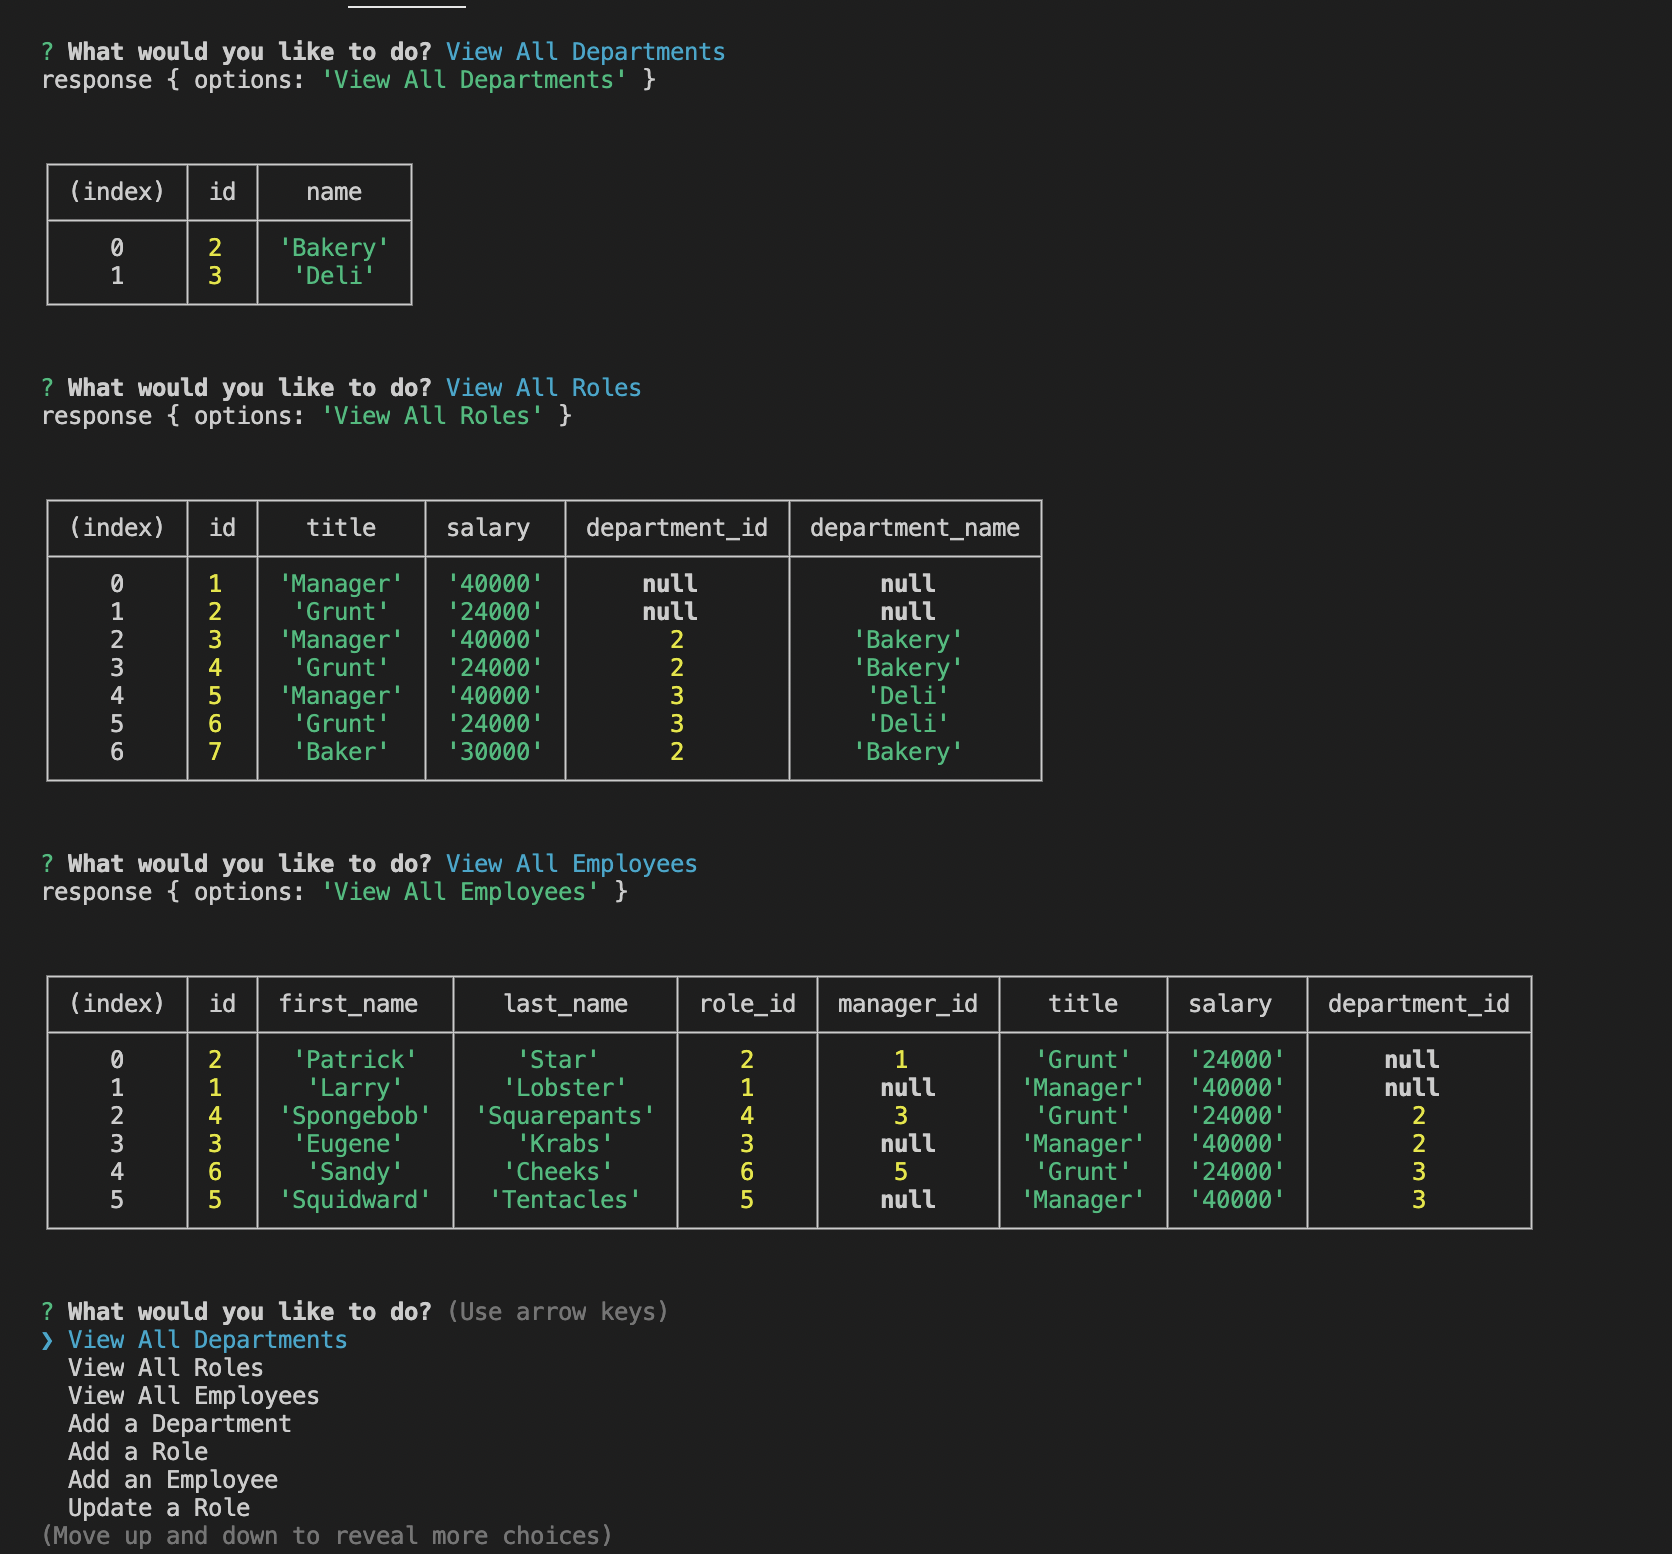 ? What would you like to do? View All Departments
response { options: 'View All Departments' }
(index) id name
0 2 'Bakery'
1 3 'Deli'
? What would you like to do? View All Roles
response { options: 'View All Roles' }
(index) id title salary department_id department_name
0 1 'Manager' '40000' null null
1 2 'Grunt' '24000' null null
2 3 'Manager' '40000' 2 'Bakery'
3 4 'Grunt' '24000' 2 'Bakery'
4 5 'Manager' '40000' 3 'Deli'
5 6 'Grunt' '24000' 3 'Deli'
6 7 'Baker' '30000' 2 'Bakery'
? What would you like to do? View All Employees
response { options: 'View All Employees' }
(index) id first_name last_name role_id manager_id title salary department_id
0 2 'Patrick' 'Star' 2 1 'Grunt' '24000' null
1 1 'Larry' 'Lobster' 1 null 'Manager' '40000' null
2 4 'Spongebob' 'Squarepants' 4 3 'Grunt' '24000' 2
3 3 'Eugene' 'Krabs' 3 null 'Manager' '40000' 2
4 6 'Sandy' 'Cheeks' 6 5 'Grunt' '24000' 3
5 5 'Squidward' 'Tentacles' 5 null 'Manager' '40000' 3
? What would you like to do? (Use arrow keys)
❯ View All Departments
View All Roles
View All Employees
Add a Department
Add a Role
Add an Employee
Update a Role
(Move up and down to reveal more choices)